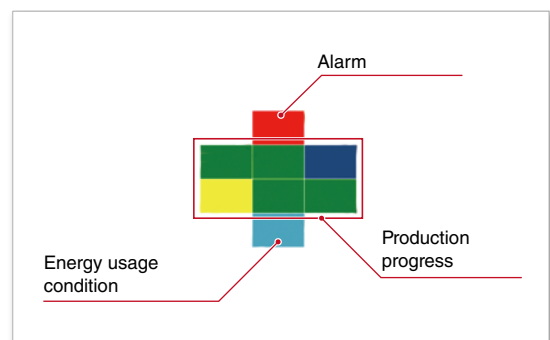 Alarm
Production
progress
Energy usage
condition